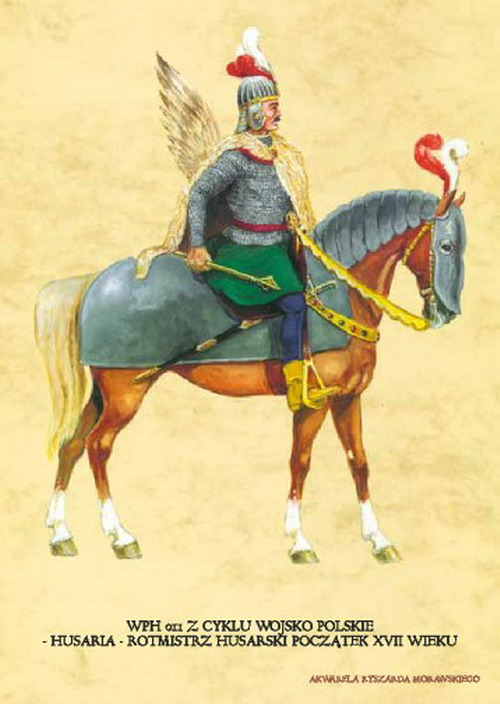 WPH 011 Z CYKLU WOJSKO POLSKIE
- HUSARIA - ROTMISTRZ HUSARSKI POCZĄTEK XVII WIEKU
AKWARELA RYSZARDA MORAWSKIEGO